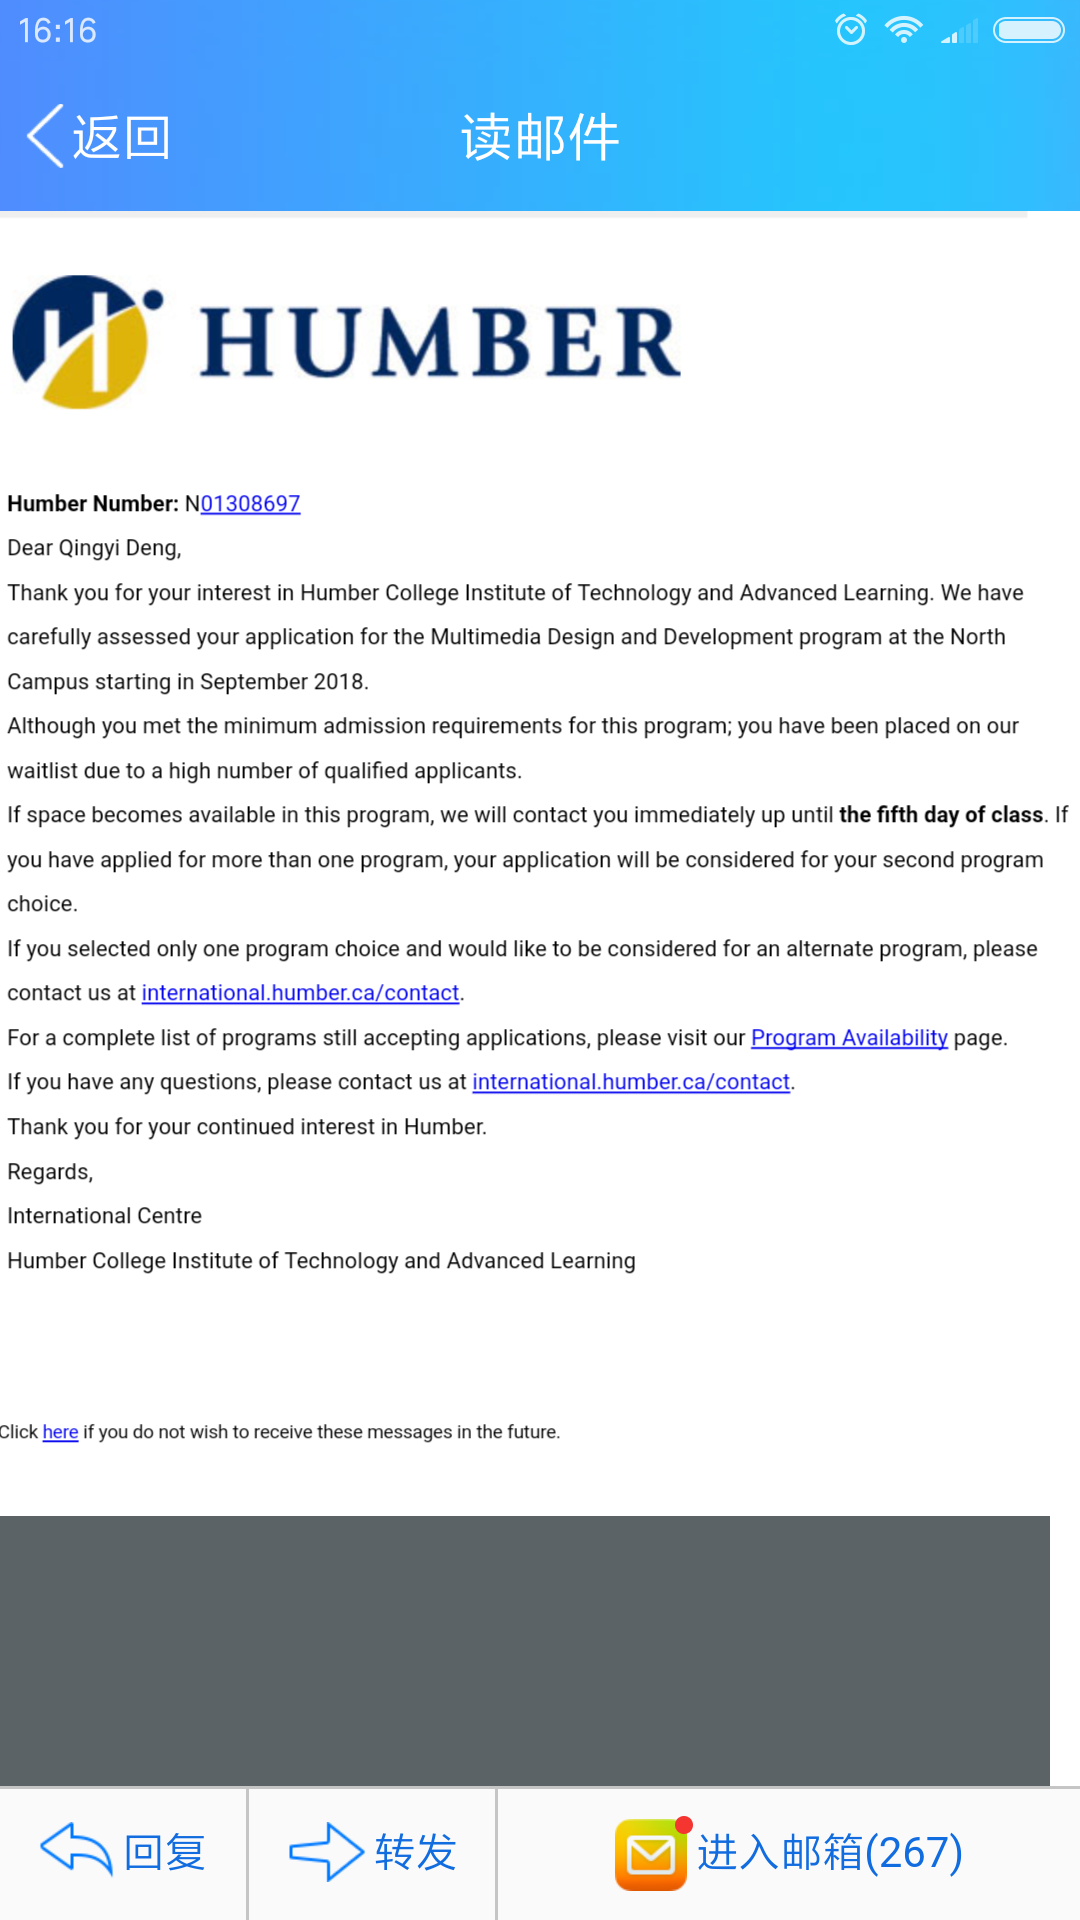 16:16
返回
读邮件
HUMBER
Humber Number: N01308697
Dear Qingyi Deng,
Thank you for your interest in Humber College Institute of Technology and Advanced Learning. We have
carefully assessed your application for the Multimedia Design and Development program at the North
Campus starting in September 2018.
Although you met the minimum admission requirements for this program; you have been placed on our
waitlist due to a high number of qualified applicants.
If space becomes available in this program, we will contact you immediately up until the fifth day of class. If
you have applied for more than one program, your application will be considered for your second program
choice.
If you selected only one program choice and would like to be considered for an alternate program, please
contact us at international.humber.ca/contact.
For a complete list of programs still accepting applications, please visit our Program Availability page.
If you have any questions, please contact us at international.humber.ca/contact.
Thank you for your continued interest in Humber.
Regards,
International Centre
Humber College Institute of Technology and Advanced Learning
Click here if you do not wish to receive these messages in the future.
回复
转发
进入邮箱(267)